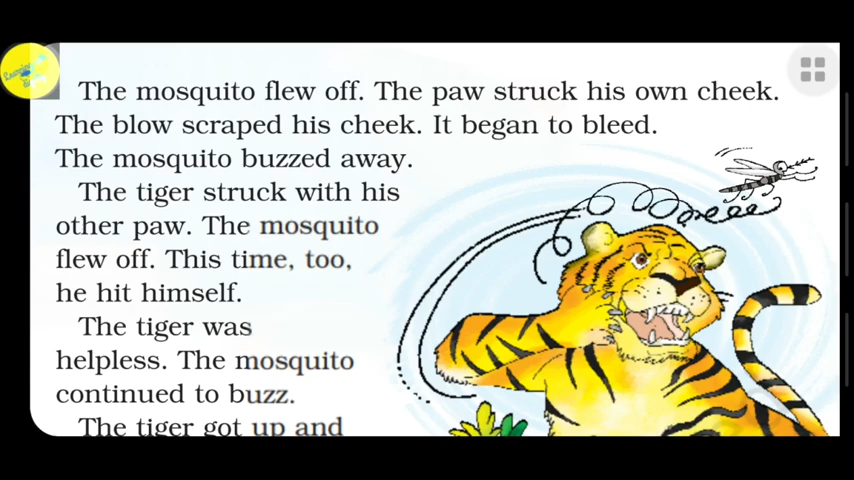 The mosquito flew off. The paw struck his own cheek.
The blow scraped his cheek. It began to bleed.
The mosquito buzzed away.
The tiger struck with his
other paw. The mosquito
flew off. This time, too,
he hit himself.
The tiger was
helpless. The mosquito
continued to buzz.
The tiger got up and